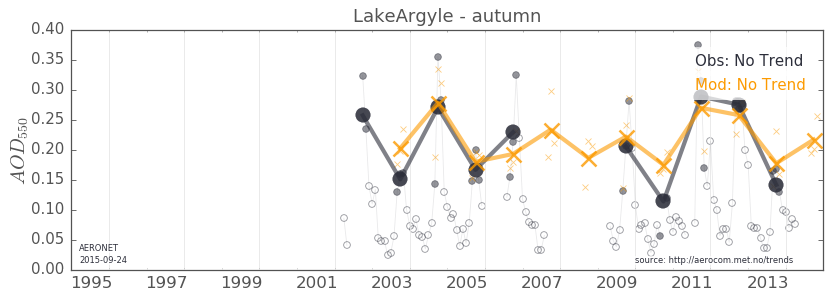 LakeArgyle - autumn
0.40
0.35
0.30
0.25
0.20
0.15
0.10
0.05
0.00
AOD550
Obs: No Trend
Mod: No Trend
AERONET
2015-09-24
source: http://aerocom.met.no/trends
1995 1997 1999 2001 2003 2005 2007 2009 2011 2013